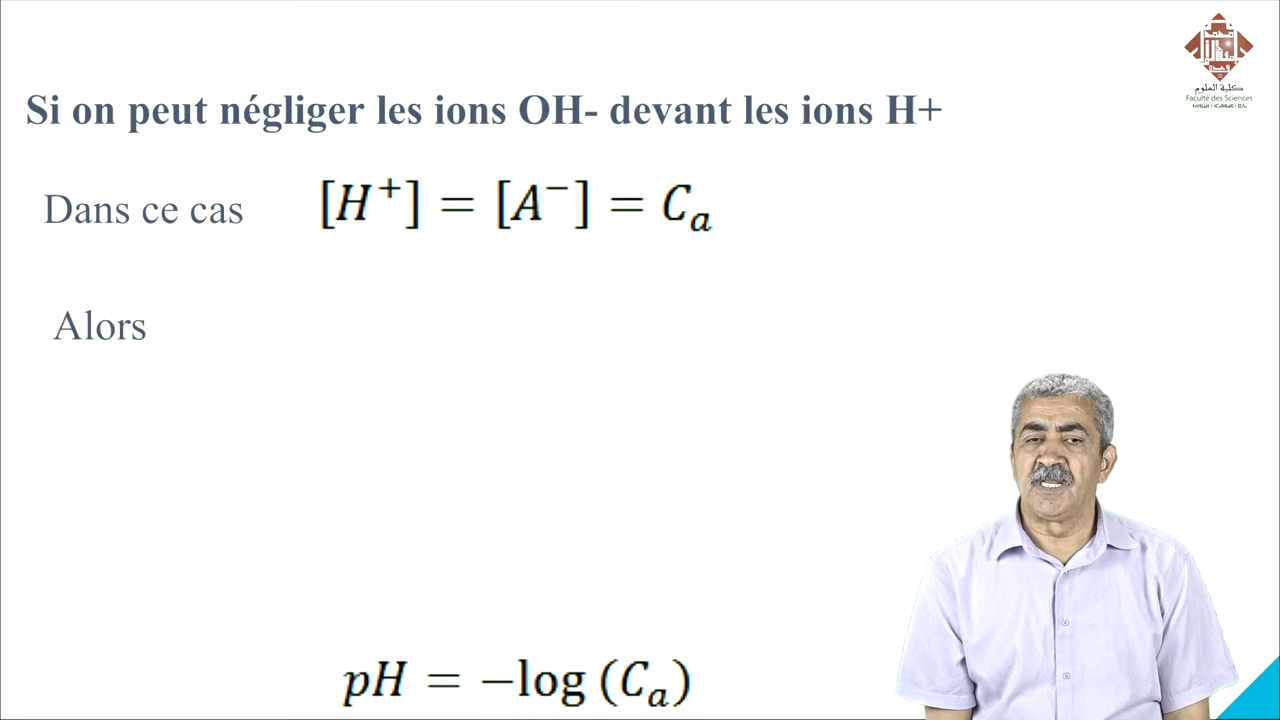 كلية العلوم
Faculté des Sciences
Si on peut négliger les ions OH- devant les ions H+
Dans ce cas [H⁺] = [A⁻] = Cₐ
Alors
pH = −log (Cₐ)